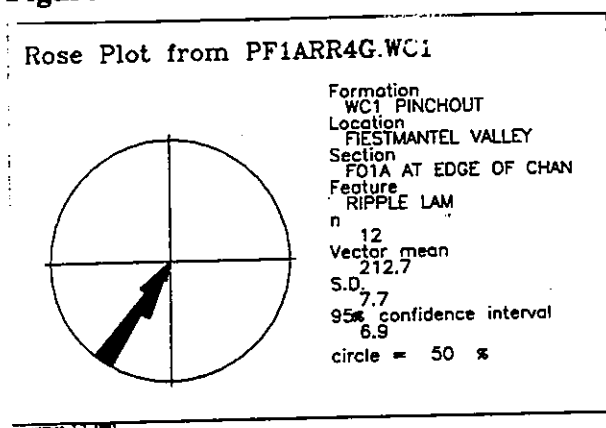 Rose Plot from PF1ARR4G.WC1
Formation
WC1 PINCHOUT
Location
FIESTMANTEL VALLEY
Section
F01A AT EDGE OF CHAN
Feature
RIPPLE LAM
n
12
Vector mean
212.7
S.D.
7.7
95% confidence interval
6.9
circle = 50 %